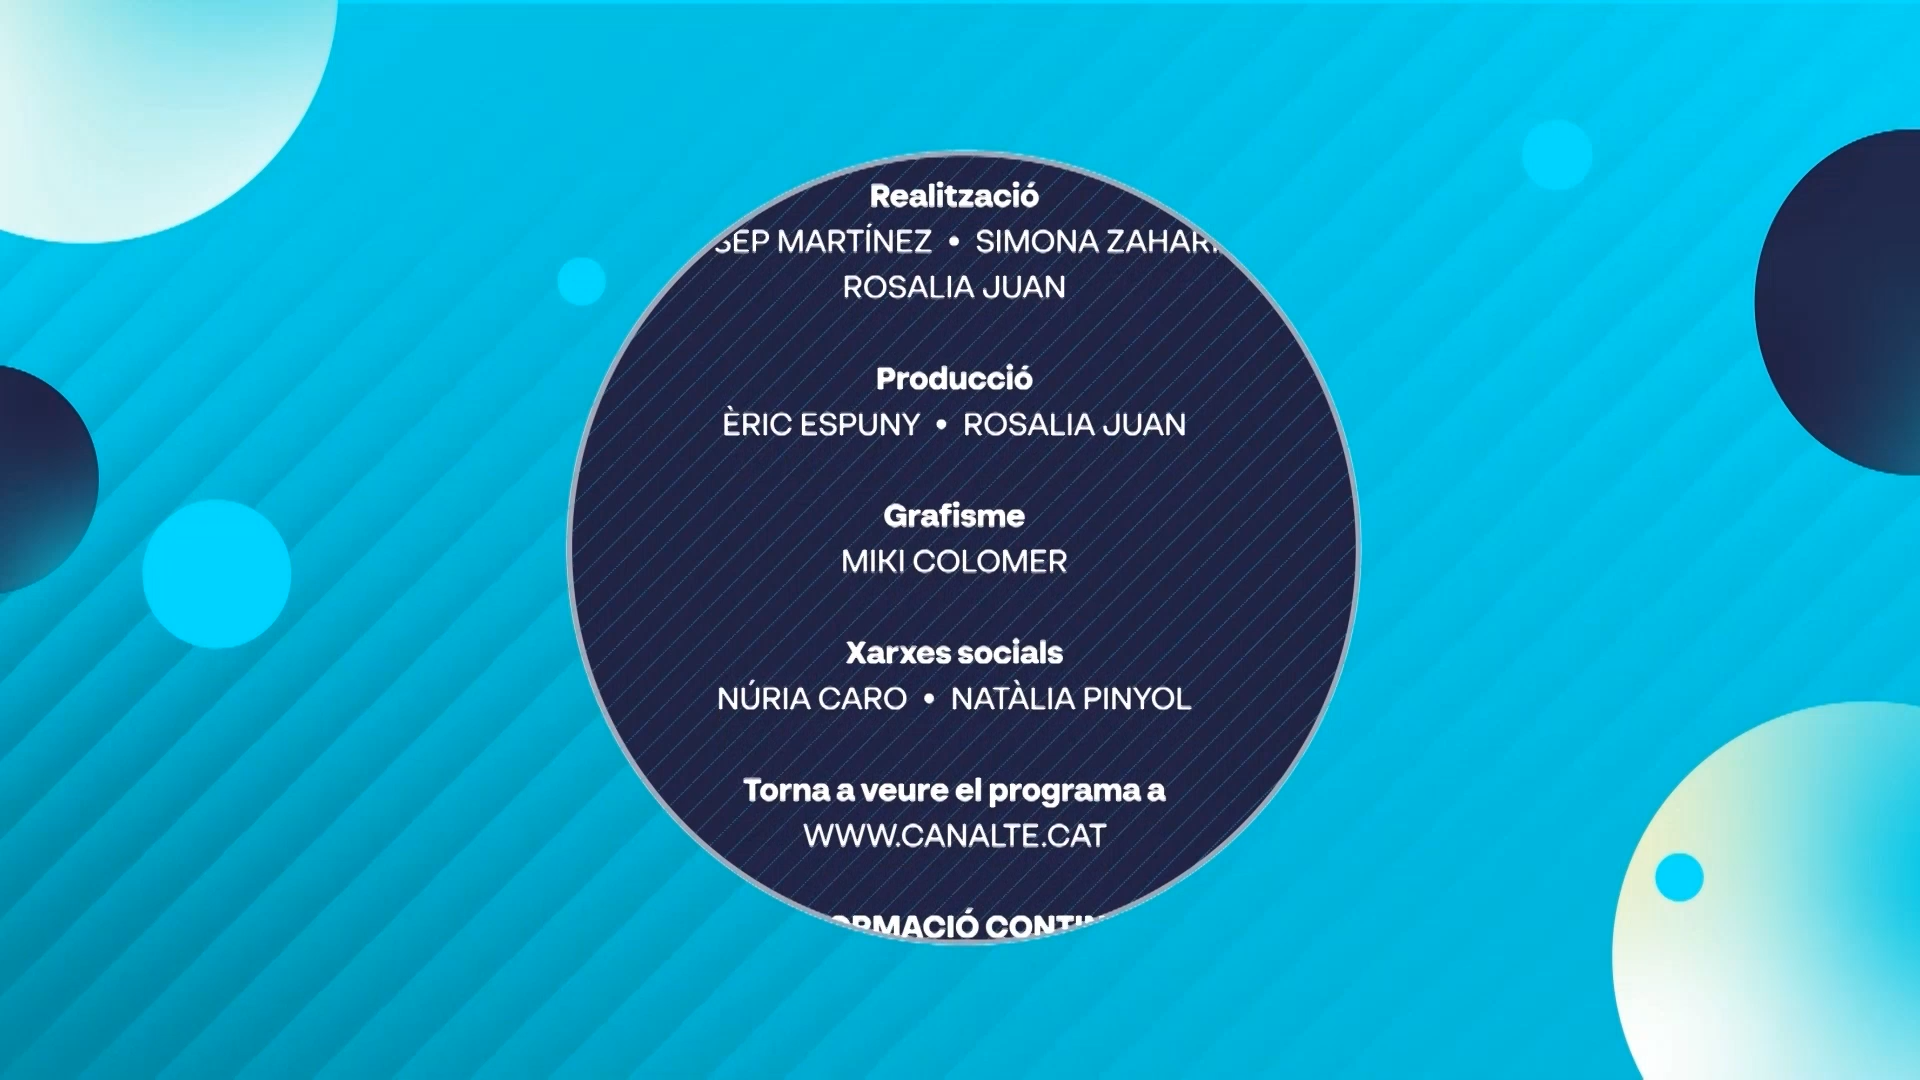 Realització
MARTÍNEZ • SIMONA
ROSALIA JUAN
Producció
ÈRIC ESPUNY • ROSALIA JUAN
Grafisme
MIKI COLOMER
Xarxes socials
NÚRIA CARO • NATÀLIA PINYOL
Torna a veure el programa a
WWW.CANALTE.CAT